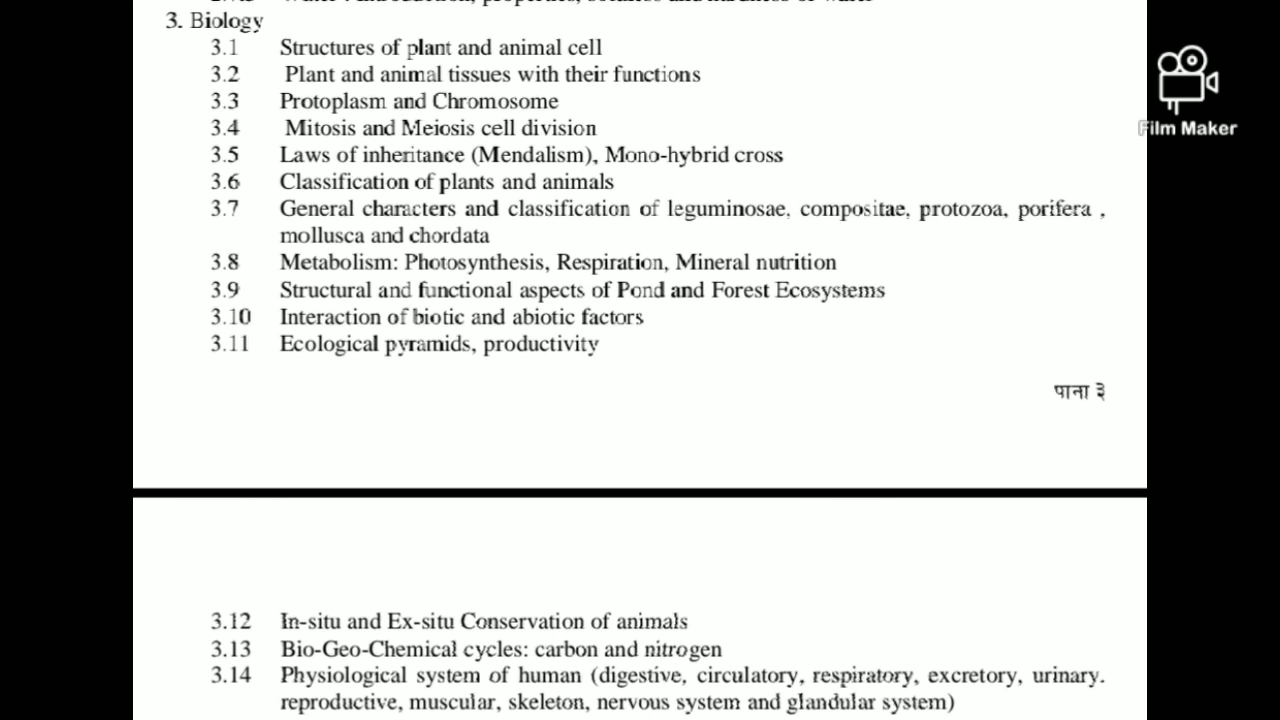 3. Biology
3.1 Structures of plant and animal cell
3.2 Plant and animal tissues with their functions
3.3 Protoplasm and Chromosome
3.4 Mitosis and Meiosis cell division
3.5 Laws of inheritance (Mendalism), Mono-hybrid cross
3.6 Classification of plants and animals
3.7 General characters and classification of leguminosae, compositae, protozoa, porifera ,
mollusca and chordata
3.8 Metabolism: Photosynthesis, Respiration, Mineral nutrition
3.9 Structural and functional aspects of Pond and Forest Ecosystems
3.10 Interaction of biotic and abiotic factors
3.11 Ecological pyramids, productivity
पाना ३
3.12 In-situ and Ex-situ Conservation of animals
3.13 Bio-Geo-Chemical cycles: carbon and nitrogen
3.14 Physiological system of human (digestive, circulatory, respiratory, excretory, urinary.
reproductive, muscular, skeleton, nervous system and glandular system)
Film Maker